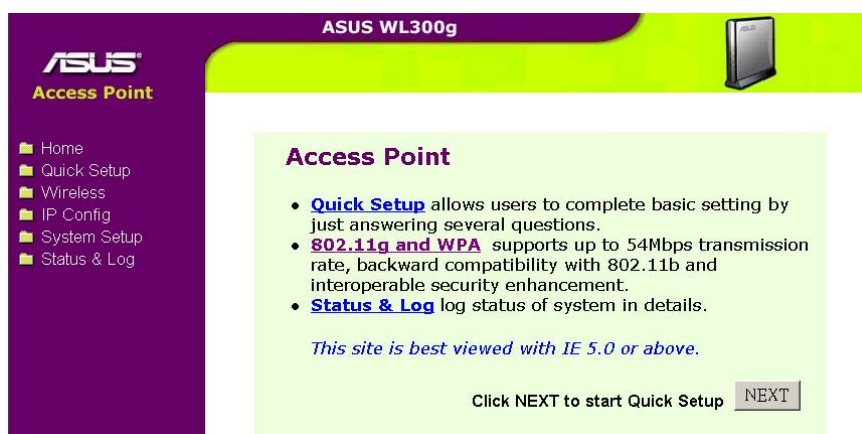 ASUS WL300g
ASUS
Access Point
Home
Quick Setup
Wireless
IP Config
System Setup
Status & Log
Access Point
• Quick Setup allows users to complete basic setting by
just answering several questions.
• 802.11g and WPA supports up to 54Mbps transmission
rate, backward compatibility with 802.11b and
interoperable security enhancement.
• Status & Log log status of system in details.
This site is best viewed with IE 5.0 or above.
Click NEXT to start Quick Setup NEXT